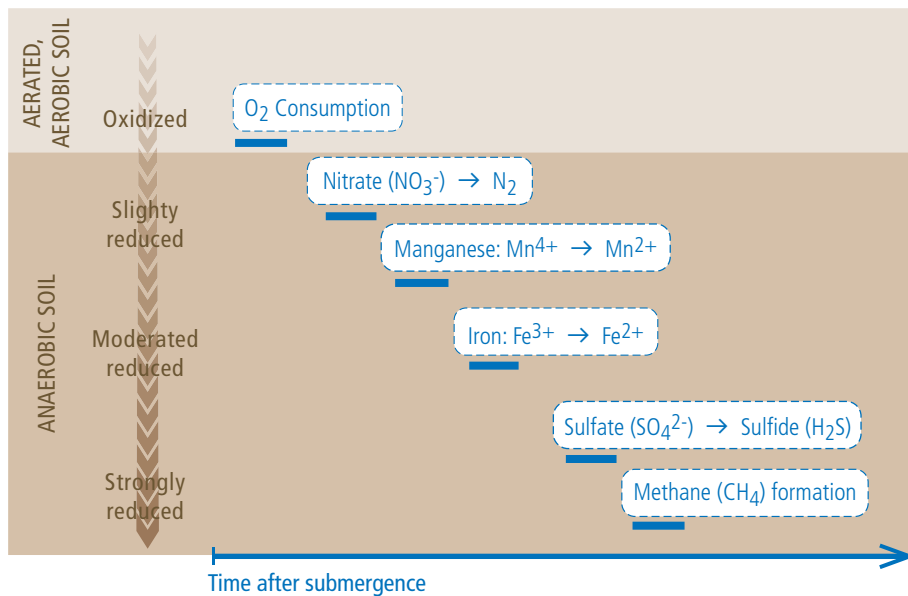 AERATED,
AEROBIC SOIL
Oxidized
O₂ Consumption
ANAEROBIC SOIL
Slighty
reduced
Nitrate (NO₃⁻) → N₂
Manganese: Mn⁴⁺ → Mn²⁺
Moderated
reduced
Iron: Fe³⁺ → Fe²⁺
Sulfate (SO₄²⁻) → Sulfide (H₂S)
Strongly
reduced
Methane (CH₄) formation
Time after submergence